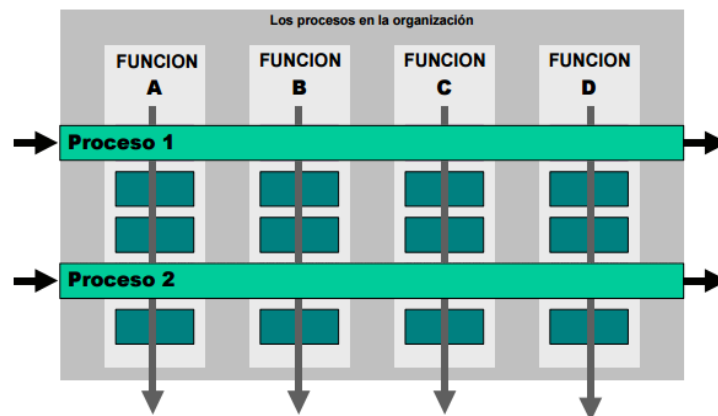 Los procesos en la organización
FUNCION
A
FUNCION
B
FUNCION
C
FUNCION
D
Proceso 1
Proceso 2